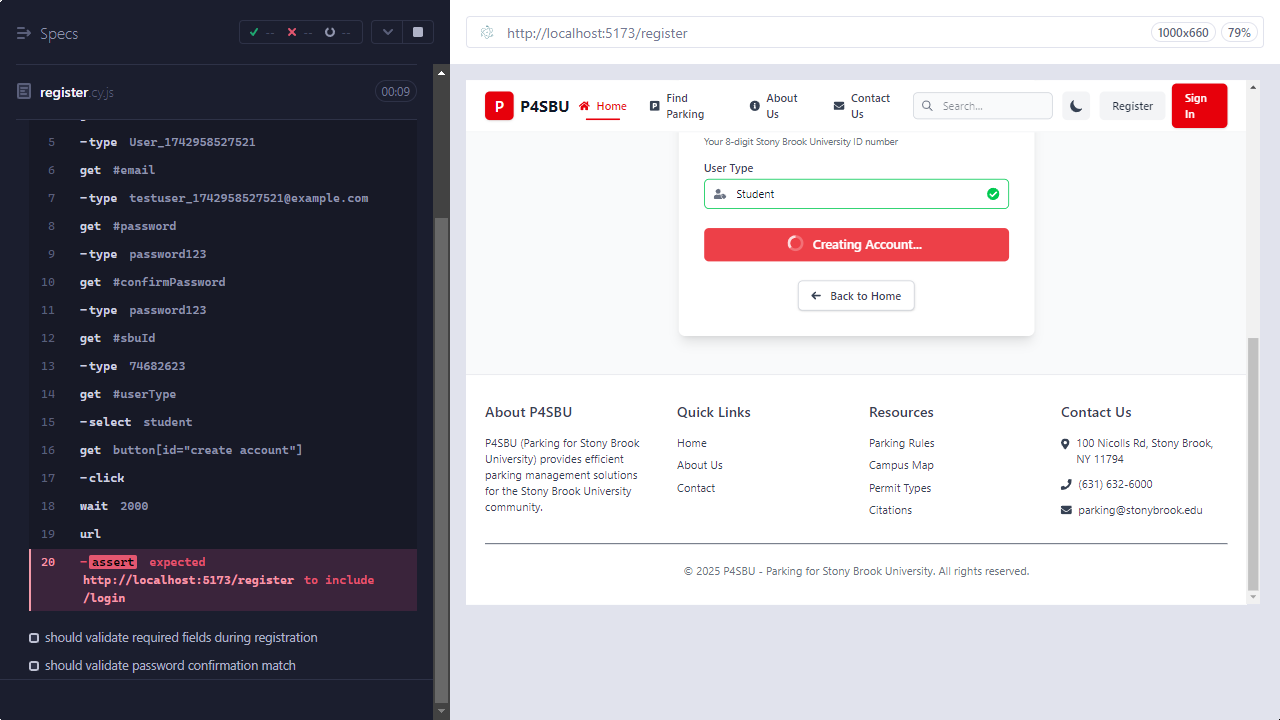 Specs
-- -- --
register.cy.js
00:09
5 -type User_1742958527521
6 get #email
7 -type testuser_1742958527521@example.com
8 get #password
9 -type password123
10 get #confirmPassword
11 -type password123
12 get #sbuId
13 -type 74682623
14 get #userType
15 -select student
16 get button[id="create account"]
17 -click
18 wait 2000
19 url
20 -assert expected
http://localhost:5173/register to include
/login
should validate required fields during registration
should validate password confirmation match
http://localhost:5173/register
1000x660
79%
P P4SBU
Home
Find
Parking
About
Us
Contact
Us
Search...
Register
Sign
In
Your 8-digit Stony Brook University ID number
User Type
Student
Creating Account...
Back to Home
About P4SBU
P4SBU (Parking for Stony Brook
University) provides efficient
parking management solutions
for the Stony Brook University
community.
Quick Links
Home
About Us
Contact
Resources
Parking Rules
Campus Map
Permit Types
Citations
Contact Us
100 Nicolls Rd, Stony Brook,
NY 11794
(631) 632-6000
parking@stonybrook.edu
© 2025 P4SBU - Parking for Stony Brook University. All rights reserved.